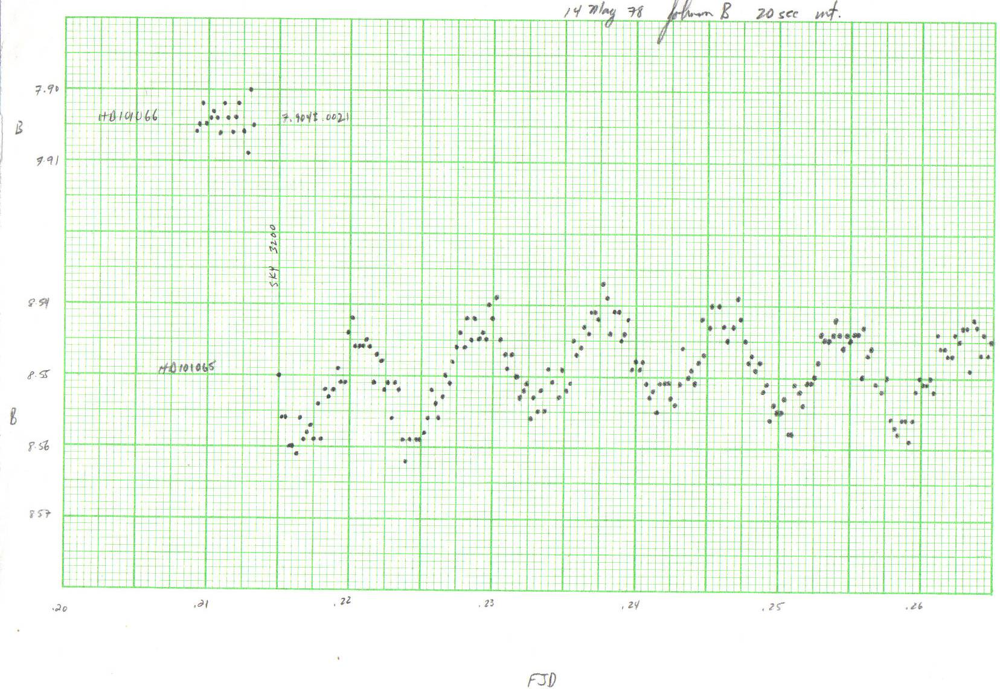 14 May 78 Johnson B 20 sec int.
7.90
HD101066 7.904±.0021
B
7.91
SKY 3200
8.54
HD101065
8.55
B
8.56
8.57
.20 .21 .22 .23 .24 .25 .26
FJD